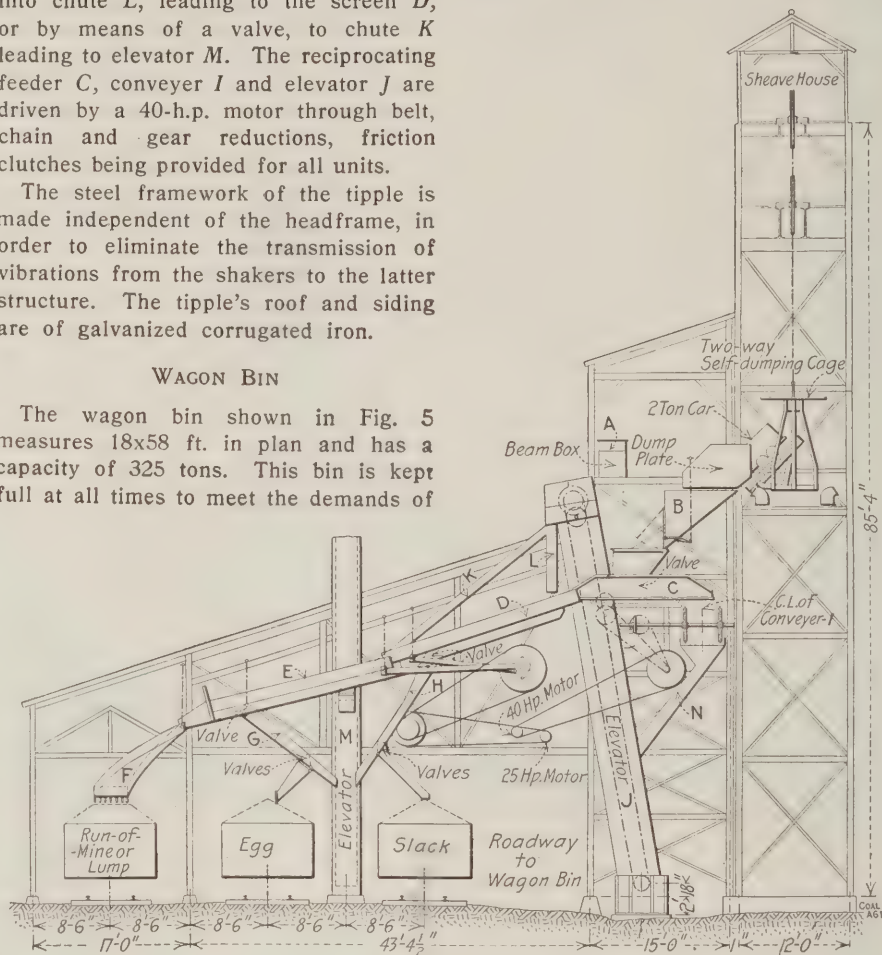 into chute L, leading to the screen D,
or by means of a valve, to chute K
leading to elevator M. The reciprocating
feeder C, conveyer I and elevator J are
driven by a 40-h.p. motor through belt,
chain and gear reductions, friction
clutches being provided for all units.
The steel framework of the tipple is
made independent of the headframe, in
order to eliminate the transmission of
vibrations from the shakers to the latter
structure. The tipple's roof and siding
are of galvanized corrugated iron.
WAGON BIN
The wagon bin shown in Fig. 5
measures 18x58 ft. in plan and has a
capacity of 325 tons. This bin is kept
full at all times to meet the demands of
Sheave House
Two-way
Self-dumping Cage
2 Ton Car
A
Beam Box
Dump
Plate
B
85'-4"
Valve
L
K
C
D
C.L. of
Conveyer-I
E
Valve
H
40 Hp. Motor
N
Valve
G
M
Elevator J
F
Valves
Valves
25 Hp. Motor
Run-of-
-Mine or
Lump
Egg
Elevator
Slack
Roadway
to
Wagon Bin
COAL
AGE
8'-6"
8'-6"
8'-6"
8'-6"
8'-6"
17'-0"
43'-4½"
15'-0"
1"
12'-0"